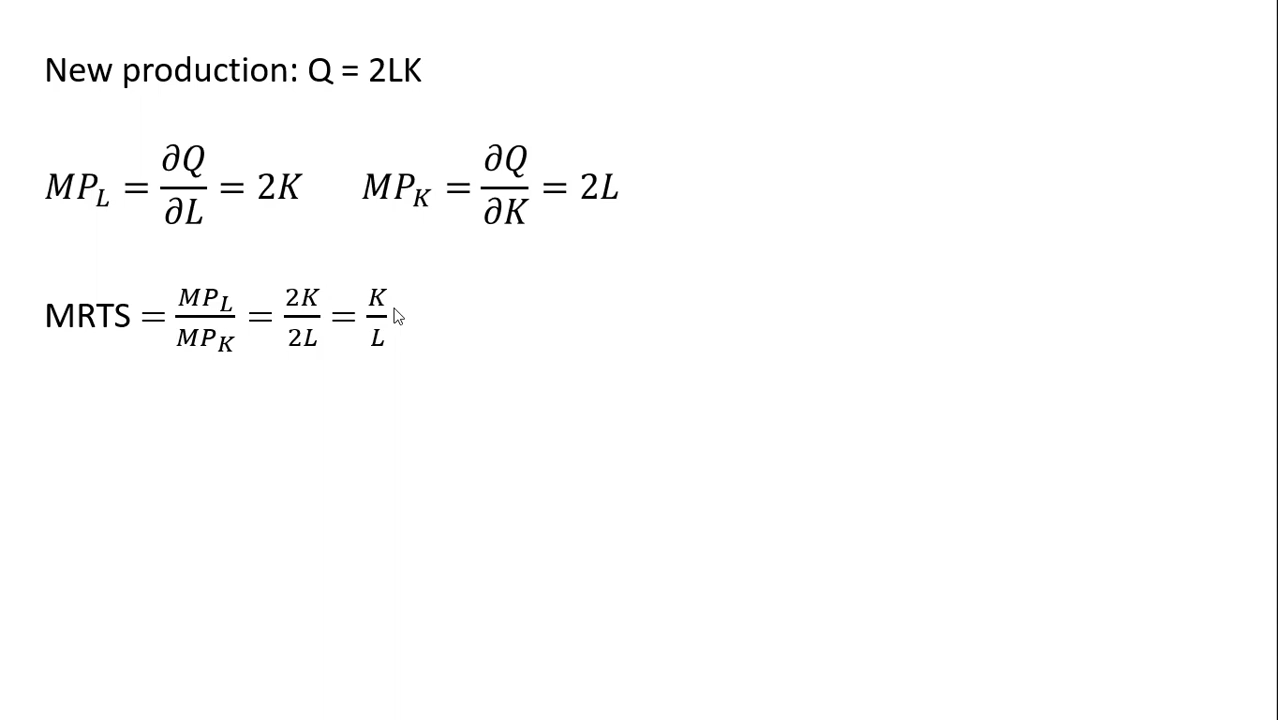 New production: Q = 2LK
MP_L = ∂Q/∂L = 2K   MP_K = ∂Q/∂K = 2L
MRTS = MP_L/MP_K = 2K/2L = K/L